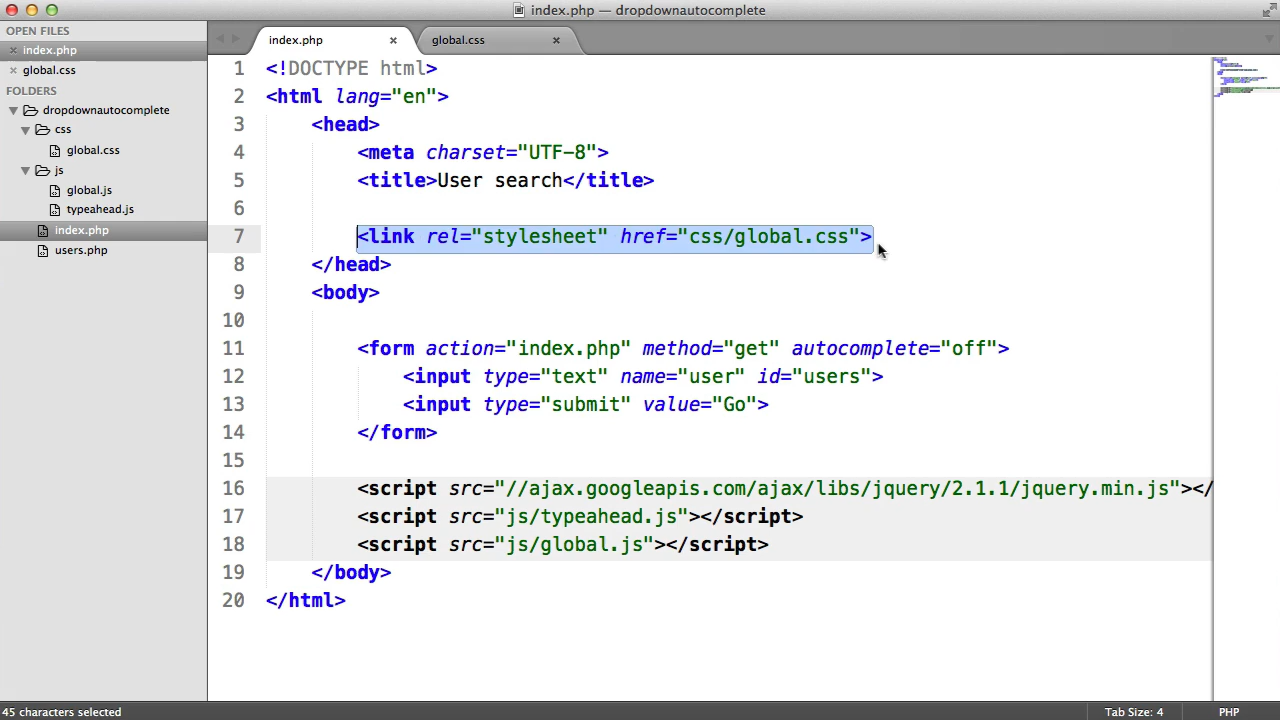 index.php — dropdownautocomplete
OPEN FILES
index.php
global.css
FOLDERS
dropdownautocomplete
css
global.css
js
global.js
typeahead.js
index.php
users.php
index.php
global.css
1 <!DOCTYPE html>
2 <html lang="en">
3 <head>
4 <meta charset="UTF-8">
5 <title>User search</title>
6
7 <link rel="stylesheet" href="css/global.css">
8 </head>
9 <body>
10
11 <form action="index.php" method="get" autocomplete="off">
12 <input type="text" name="user" id="users">
13 <input type="submit" value="Go">
14 </form>
15
16 <script src="//ajax.googleapis.com/ajax/libs/jquery/2.1.1/jquery.min.js"></
17 <script src="js/typeahead.js"></script>
18 <script src="js/global.js"></script>
19 </body>
20 </html>
45 characters selected
Tab Size: 4
PHP